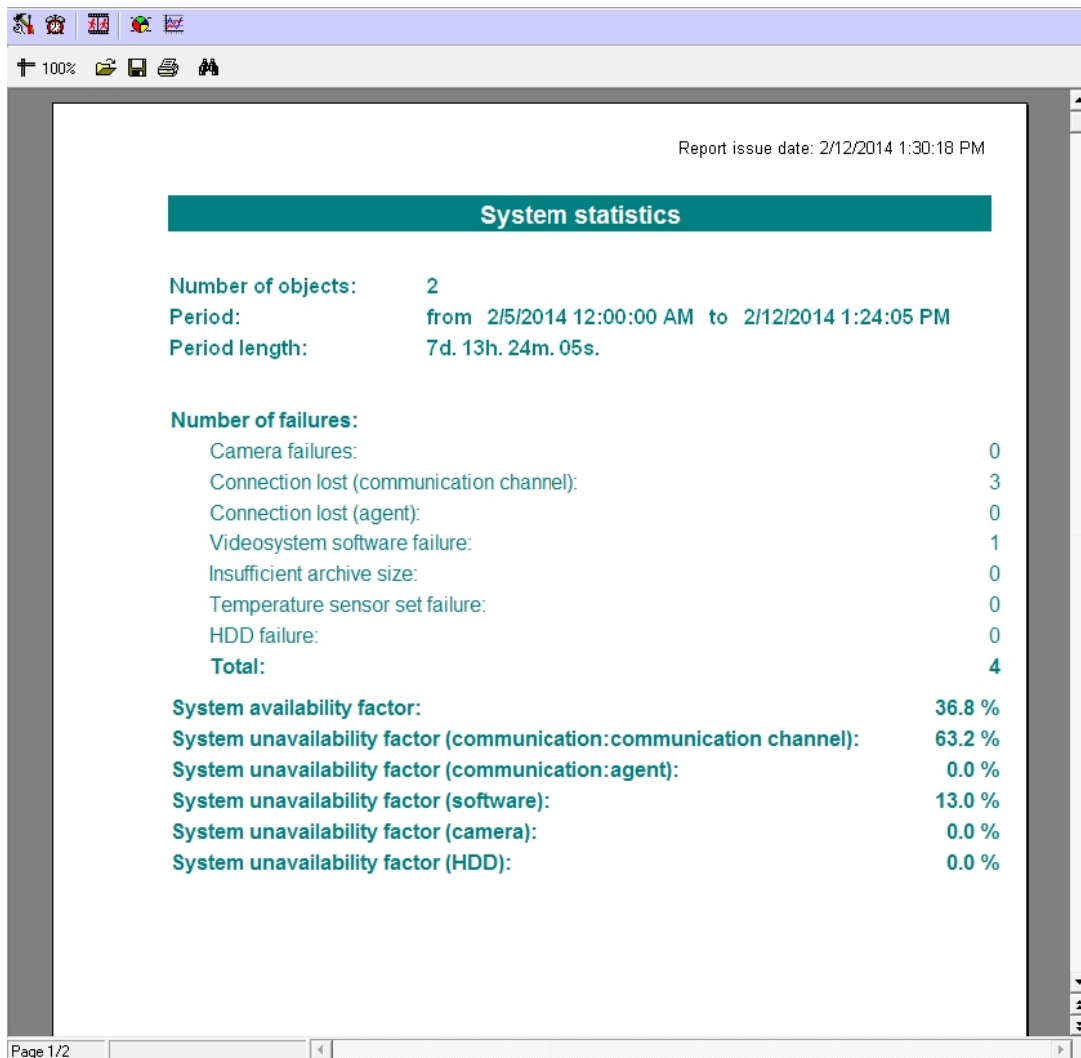 100%
Report issue date: 2/12/2014 1:30:18 PM
System statistics
Number of objects: 2
Period: from 2/5/2014 12:00:00 AM to 2/12/2014 1:24:05 PM
Period length: 7d. 13h. 24m. 05s.
Number of failures:
Camera failures: 0
Connection lost (communication channel): 3
Connection lost (agent): 0
Videosystem software failure: 1
Insufficient archive size: 0
Temperature sensor set failure: 0
HDD failure: 0
Total: 4
System availability factor: 36.8 %
System unavailability factor (communication:communication channel): 63.2 %
System unavailability factor (communication:agent): 0.0 %
System unavailability factor (software): 13.0 %
System unavailability factor (camera): 0.0 %
System unavailability factor (HDD): 0.0 %
Page 1/2